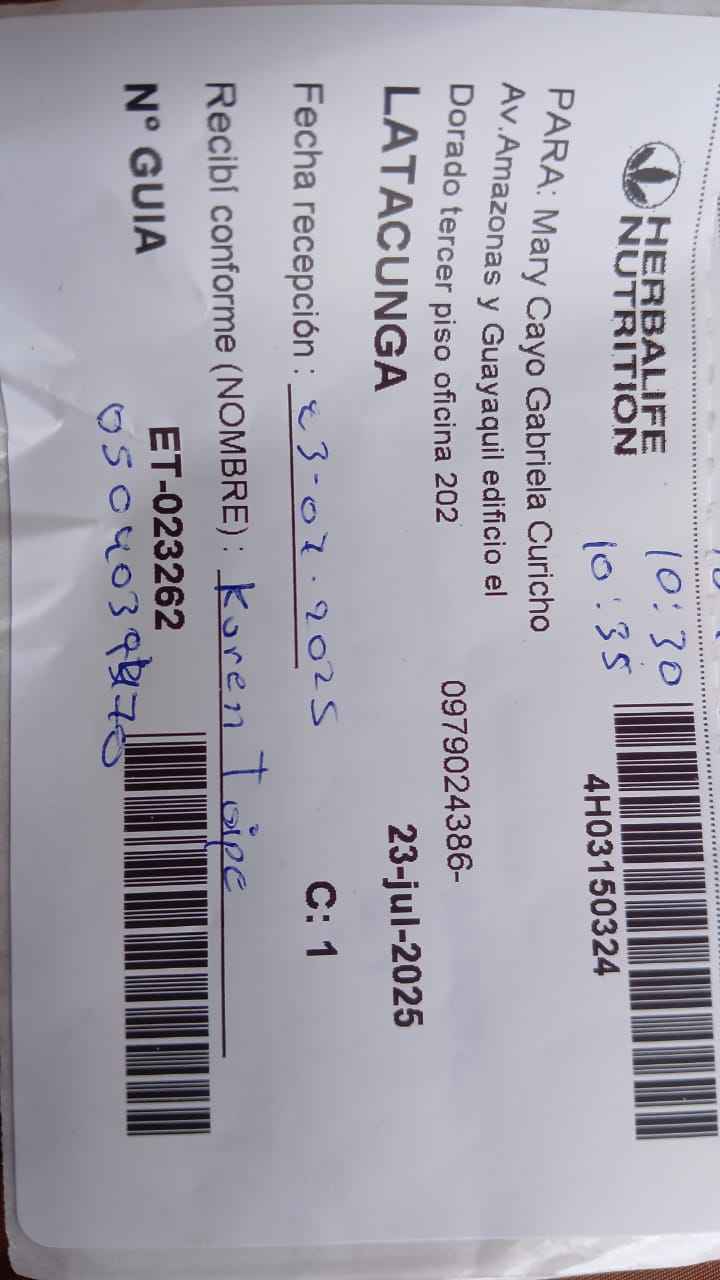 HERBALIFE
NUTRITION
10:30
10:35
4H03150324
PARA: Mary Cayo Gabriela Curicho
Av.Amazonas y Guayaquil edificio el
Dorado tercer piso oficina 202 0979024386-
LATACUNGA 23-jul-2025
Fecha recepción : 23-07-2025 C: 1
Recibí conforme (NOMBRE) : Karen Toipe
N° GUIA ET-023262